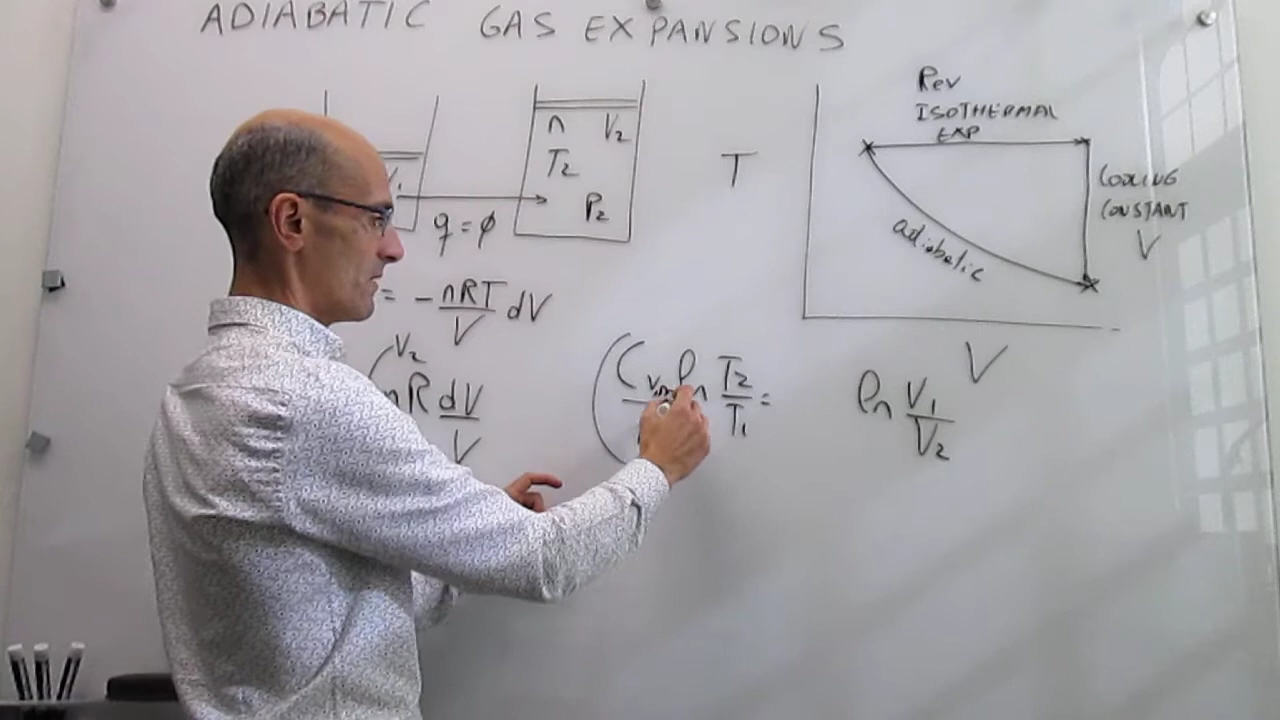 ADIABATIC GAS EXPANSIONS
n V₂
T₂
P₂
V₁
q = φ
T
Rev
ISOTHERMAL
EXP
COOLING
CONSTANT
V
adiabatic
V
= - nRT/V dV
V₂
nR dV/V
( Cᵥₘ ln T₂/T₁ = ln V₁/V₂